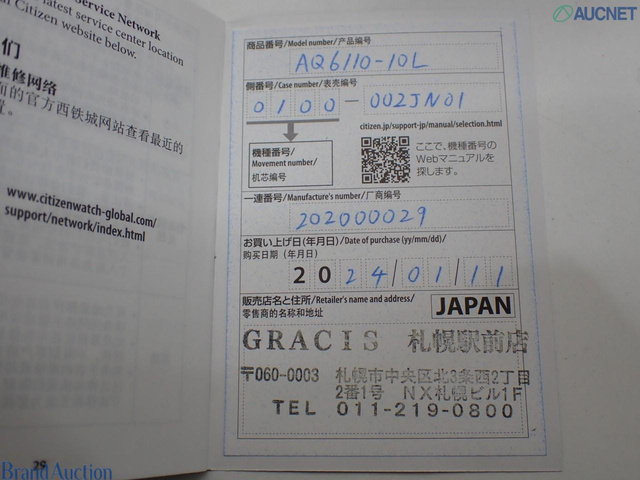 Service Network
latest service center location
Citizen website below.
们
维修网络
面的官方西铁城网站查看最近的
置。
www.citizenwatch-global.com/
support/network/index.html
29
商品番号/Model number/产品编号
AQ6110-10L
側番号/Case number/表壳编号
0100-002JN01
citizen.jp/support-jp/manual/selection.html
機種番号/
Movement number/
机芯编号
ここで、機種番号の
Webマニュアルを
探します。
一連番号/Manufacture's number/厂商编号
202000029
お買い上げ日(年月日)/Date of purchase (yy/mm/dd)/
购买日期 (年月日)
2024/01/11
販売店名と住所/Retailer's name and address/
零售商的名称和地址
JAPAN
GRACIS 札幌駅前店
〒060-0003 札幌市中央区北3条西2丁目
2番1号 NX札幌ビル1F
TEL 011-219-0800
AUCNET
Brand Auction